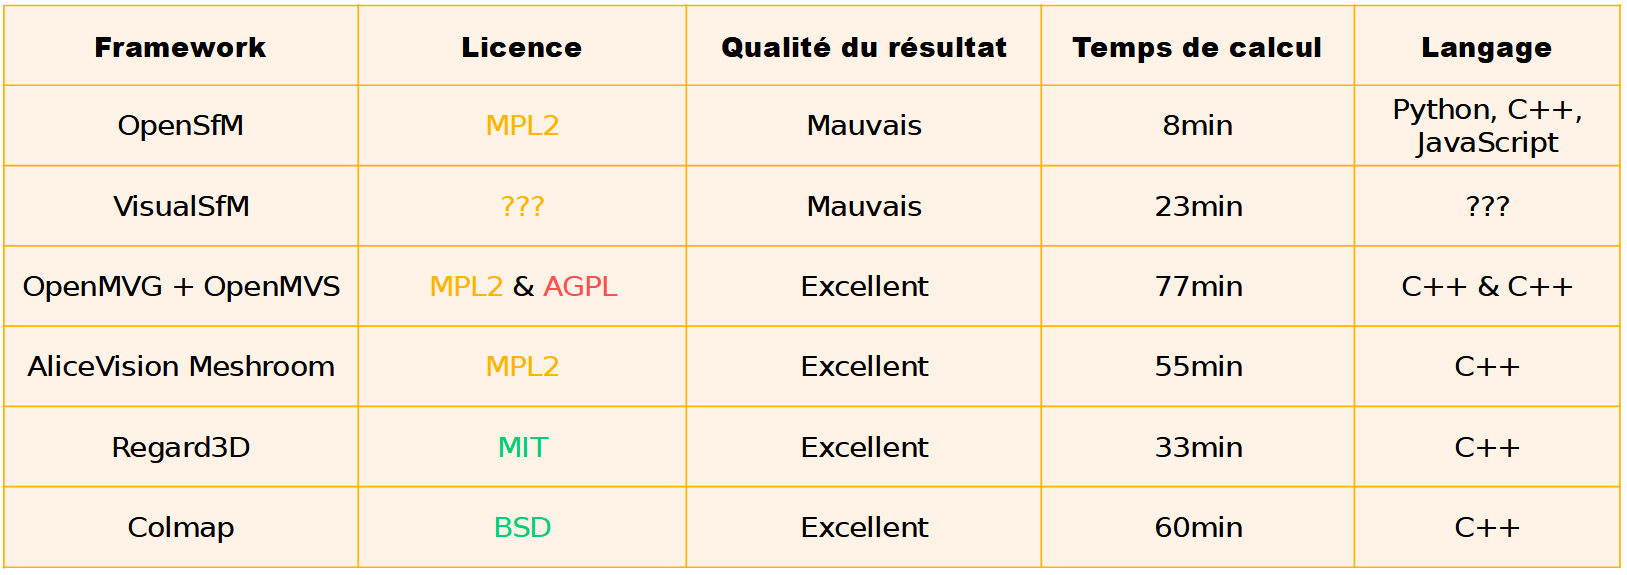 Framework Licence Qualité du résultat Temps de calcul Langage
OpenSfM MPL2 Mauvais 8min Python, C++,
JavaScript
VisualSfM ??? Mauvais 23min ???
OpenMVG + OpenMVS MPL2 & AGPL Excellent 77min C++ & C++
AliceVision Meshroom MPL2 Excellent 55min C++
Regard3D MIT Excellent 33min C++
Colmap BSD Excellent 60min C++